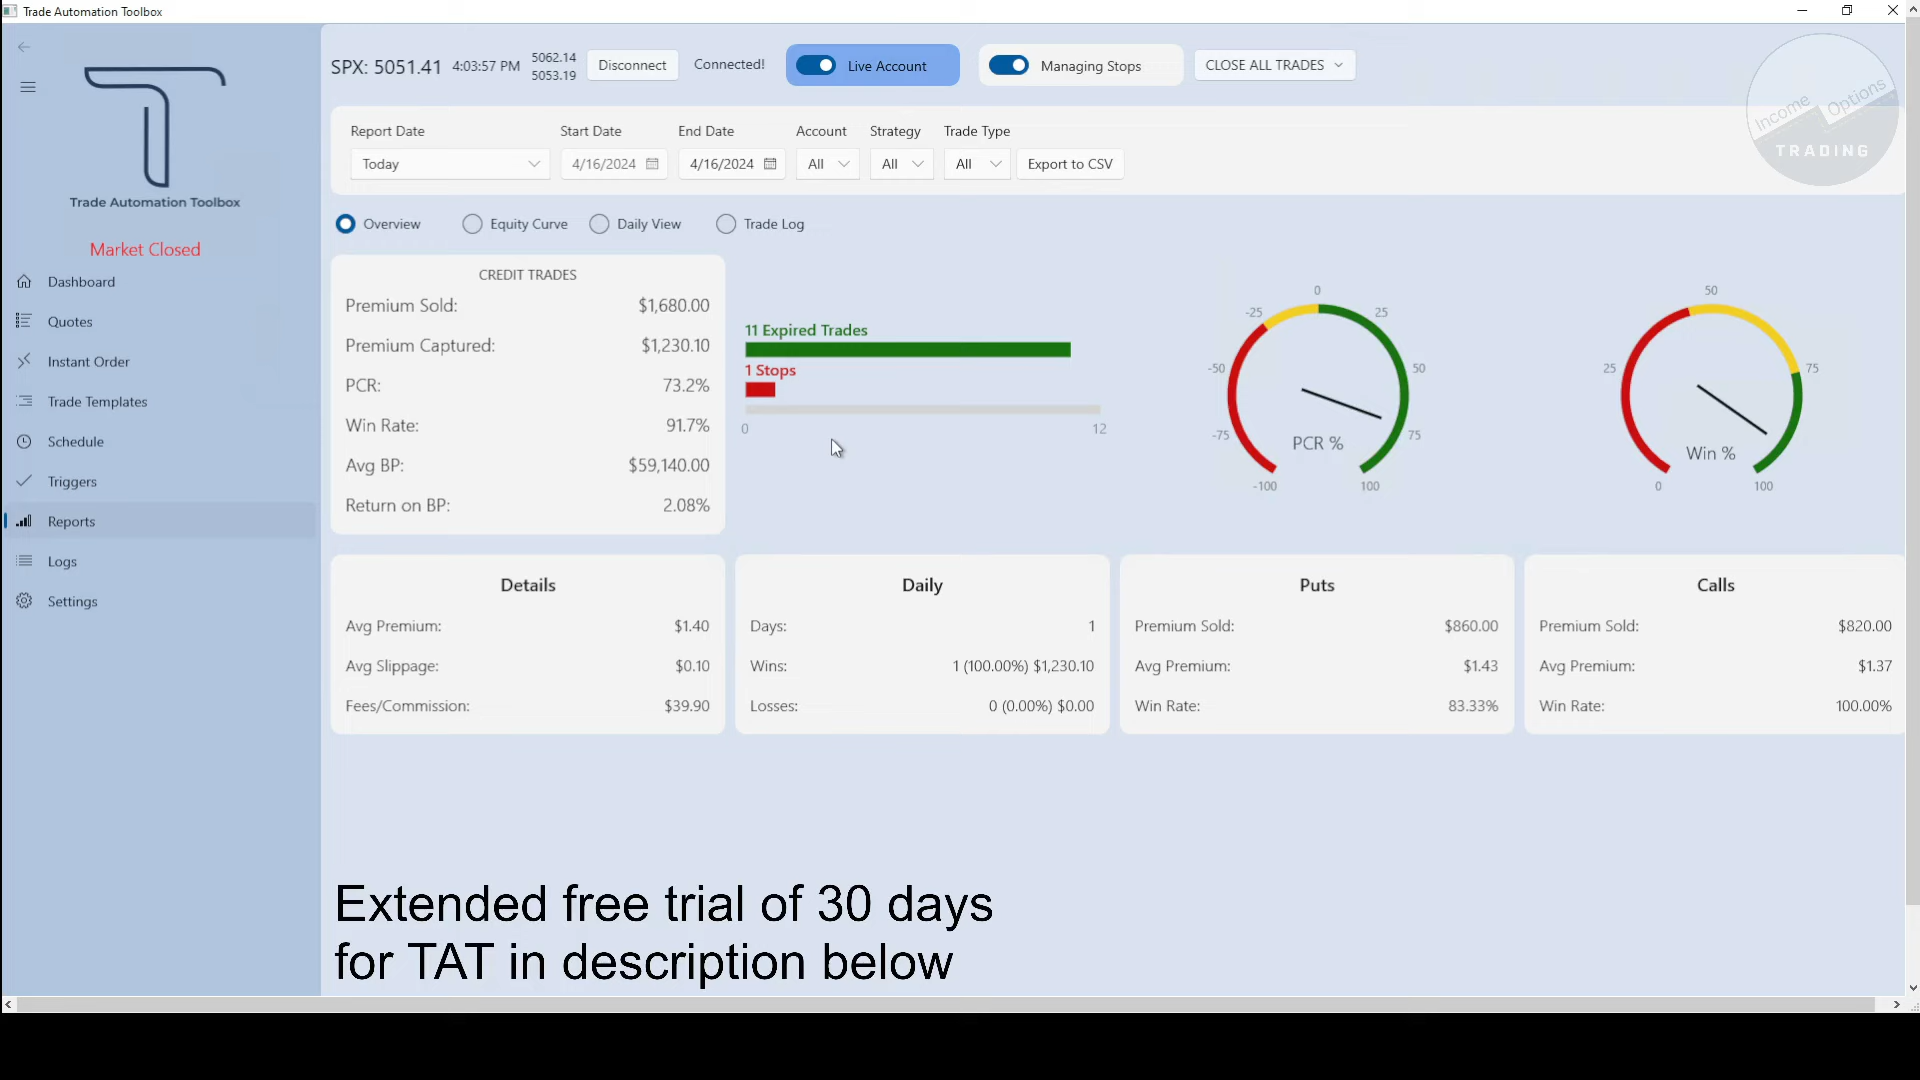 Trade Automation Toolbox
SPX: 5051.41 4:03:57 PM 5062.14 5053.19 Disconnect Connected! Live Account Managing Stops CLOSE ALL TRADES
Income Options
TRADING
Trade Automation Toolbox
Market Closed
Dashboard
Quotes
Instant Order
Trade Templates
Schedule
Triggers
Reports
Logs
Settings
Report Date Start Date End Date Account Strategy Trade Type
Today 4/16/2024 4/16/2024 All All All Export to CSV
Overview Equity Curve Daily View Trade Log
CREDIT TRADES
Premium Sold: $1,680.00
Premium Captured: $1,230.10
PCR: 73.2%
Win Rate: 91.7%
Avg BP: $59,140.00
Return on BP: 2.08%
11 Expired Trades
1 Stops
0 12
0
-25 25
-50 50
-75 75
PCR %
-100 100
50
25 75
Win %
0 100
Details
Avg Premium: $1.40
Avg Slippage: $0.10
Fees/Commission: $39.90
Daily
Days: 1
Wins: 1 (100.00%) $1,230.10
Losses: 0 (0.00%) $0.00
Puts
Premium Sold: $860.00
Avg Premium: $1.43
Win Rate: 83.33%
Calls
Premium Sold: $820.00
Avg Premium: $1.37
Win Rate: 100.00%
Extended free trial of 30 days
for TAT in description below